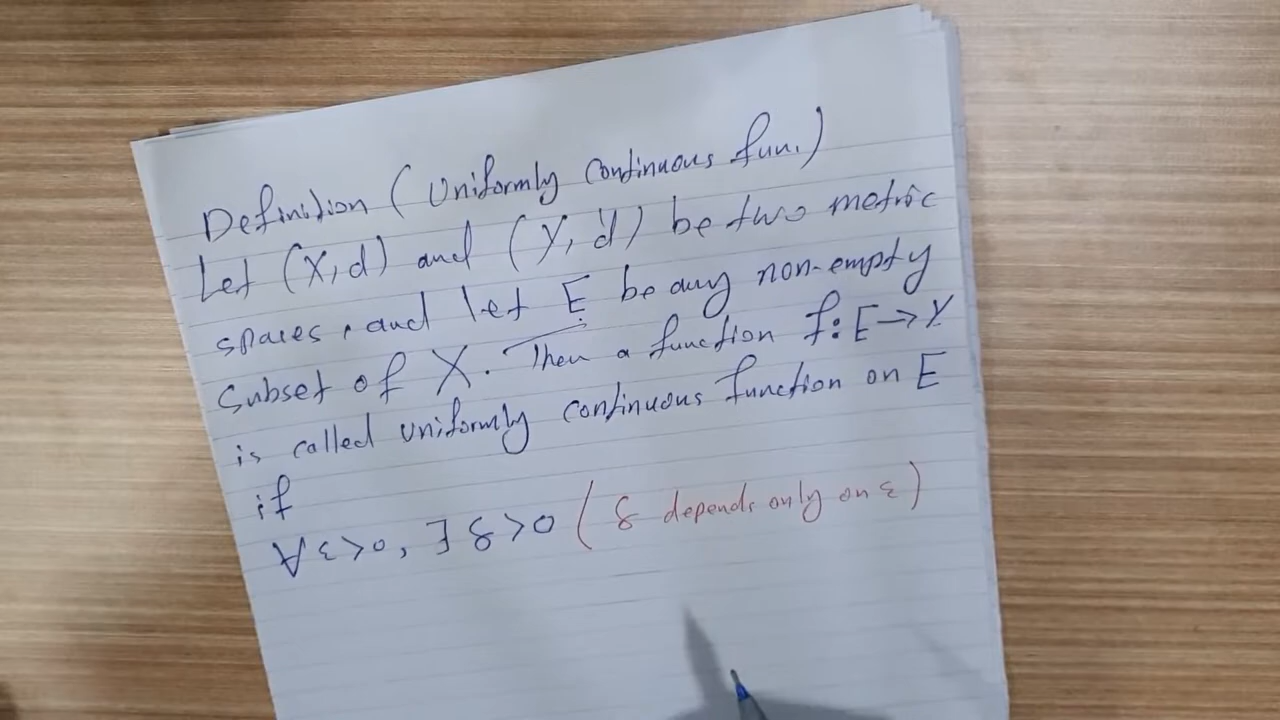 Definition (Uniformly Continuous fun.)
Let (X,d) and (Y,d') be two metric
spaces, and let E be any non-empty
subset of X. Then a function f:E→Y
is called uniformly continuous function on E
if
∀ε>0, ∃ δ>0 (δ depends only on ε)